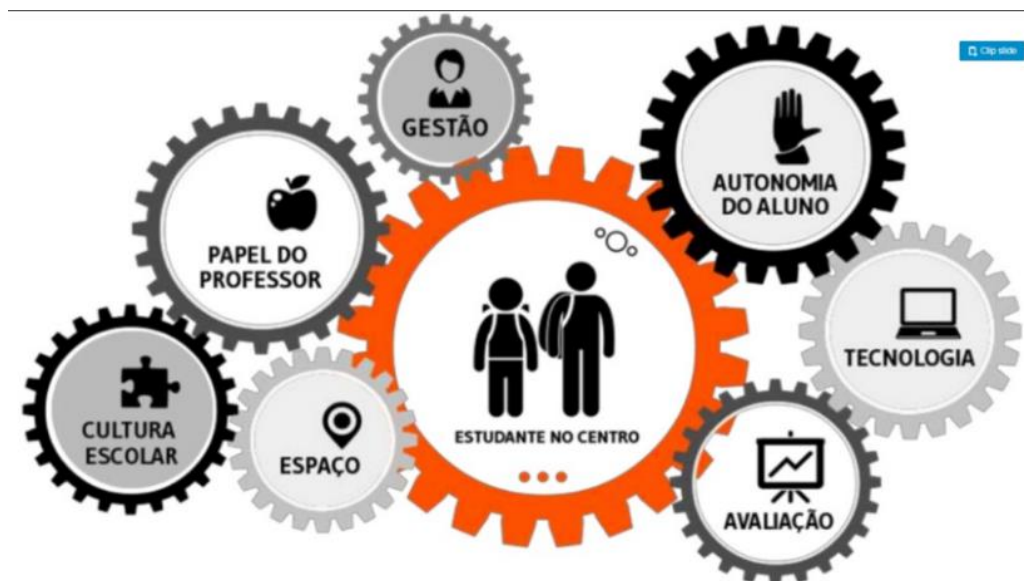 Clip slide
GESTÃO
AUTONOMIA
DO ALUNO
PAPEL DO
PROFESSOR
TECNOLOGIA
CULTURA
ESCOLAR
ESPAÇO
ESTUDANTE NO CENTRO
AVALIAÇÃO